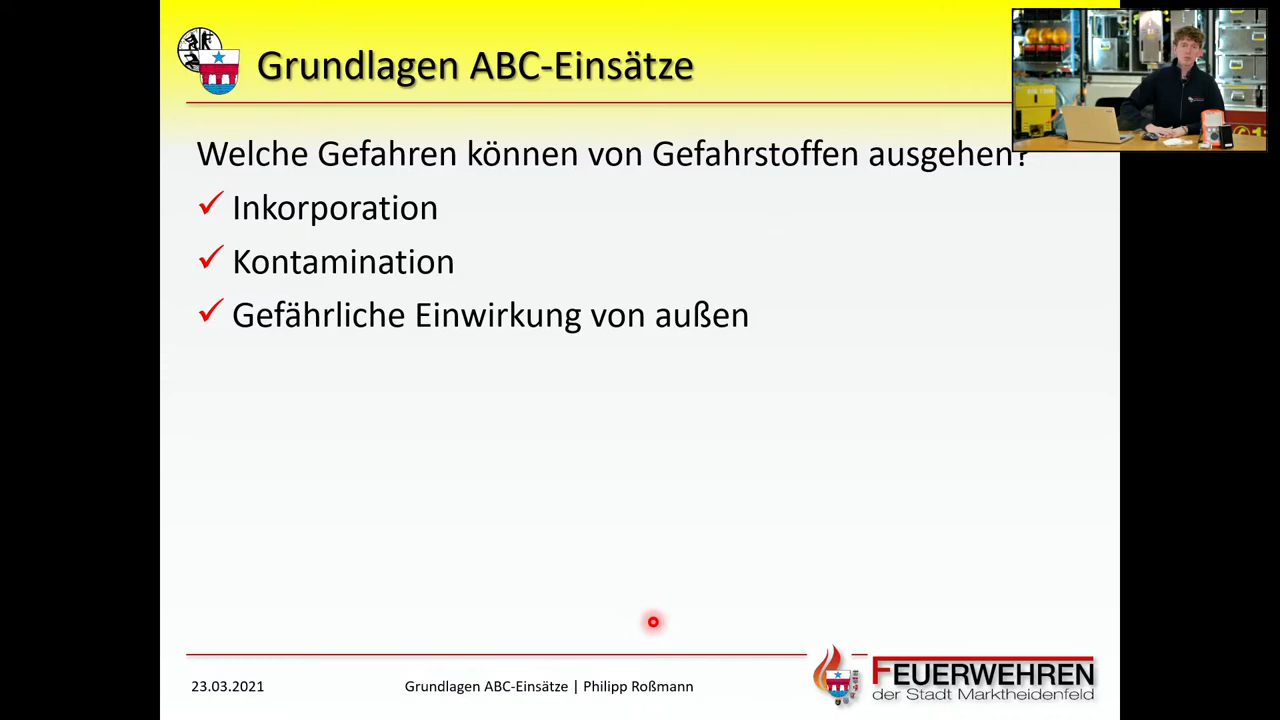 Grundlagen ABC-Einsätze
Welche Gefahren können von Gefahrstoffen ausgehen?
Inkorporation
Kontamination
Gefährliche Einwirkung von außen
23.03.2021
Grundlagen ABC-Einsätze | Philipp Roßmann
FEUERWEHREN
der Stadt Marktheidenfeld